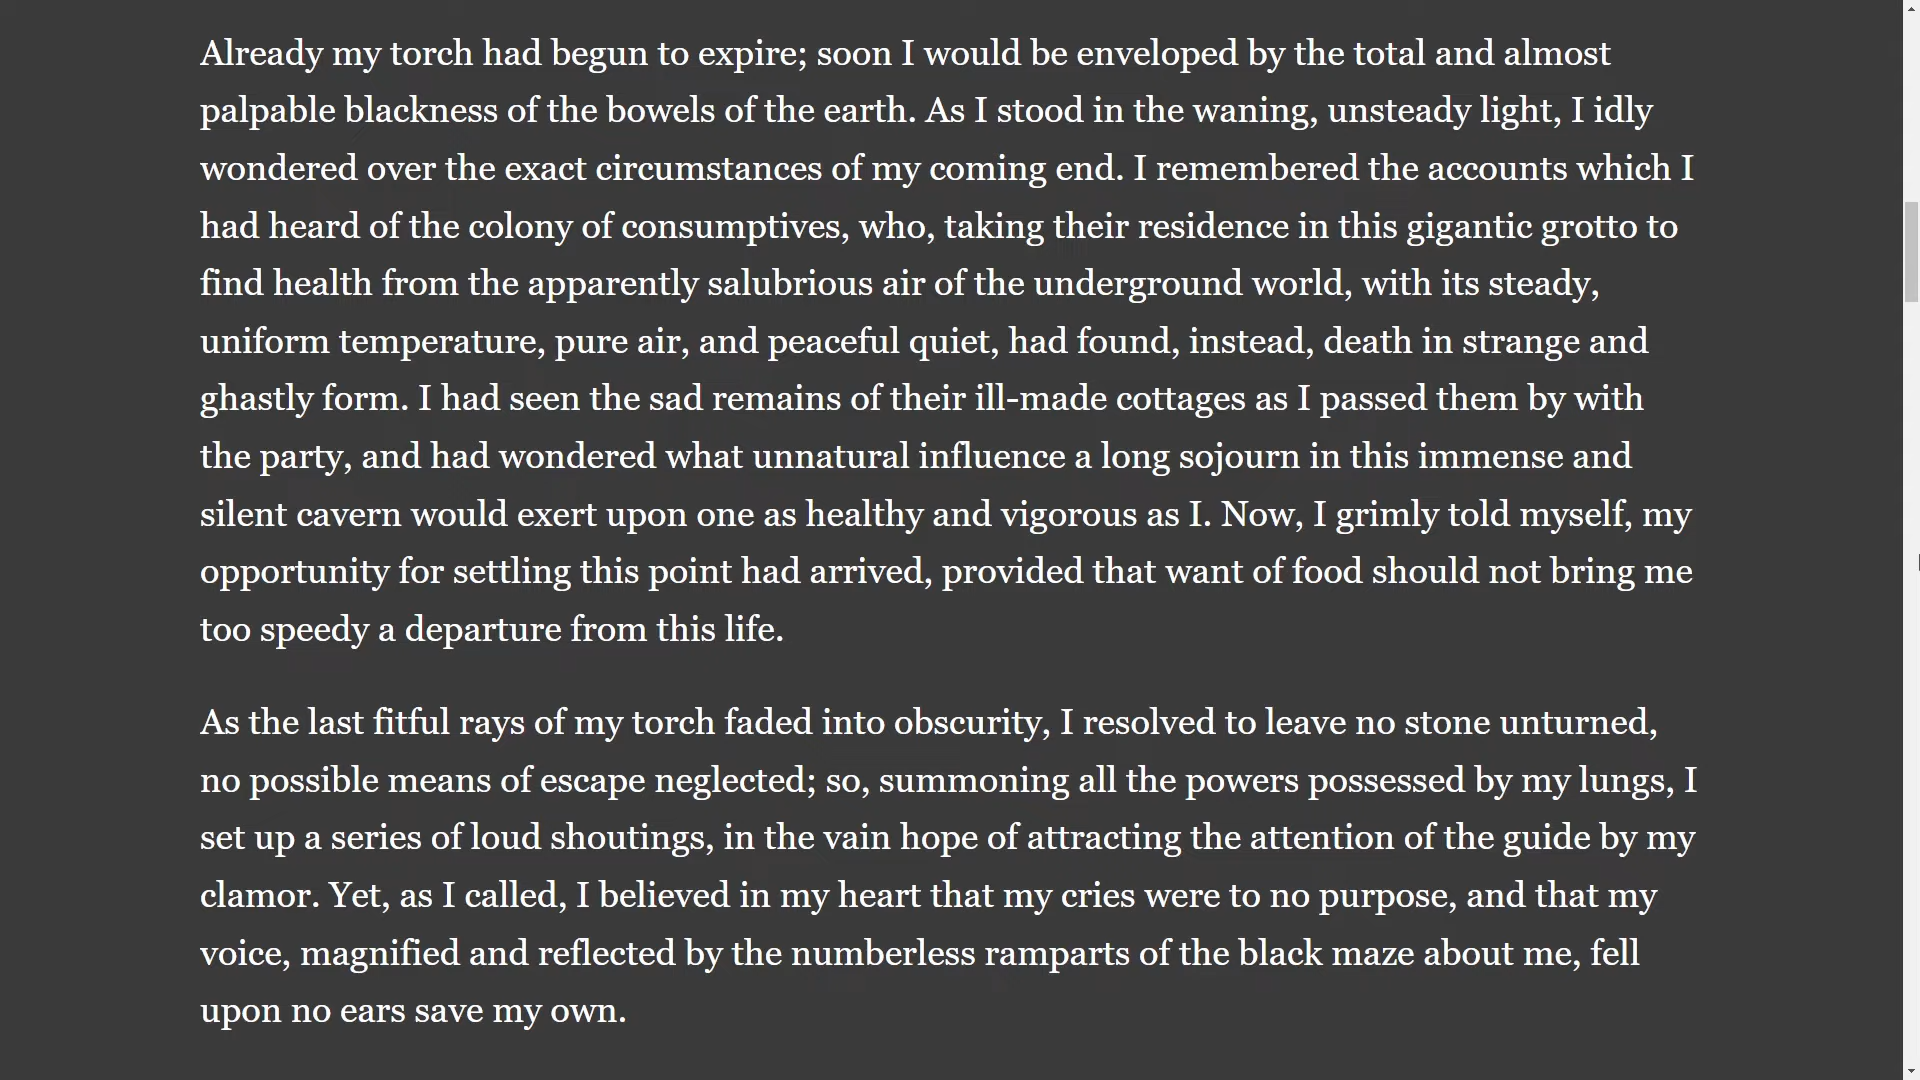 Already my torch had begun to expire; soon I would be enveloped by the total and almost
palpable blackness of the bowels of the earth. As I stood in the waning, unsteady light, I idly
wondered over the exact circumstances of my coming end. I remembered the accounts which I
had heard of the colony of consumptives, who, taking their residence in this gigantic grotto to
find health from the apparently salubrious air of the underground world, with its steady,
uniform temperature, pure air, and peaceful quiet, had found, instead, death in strange and
ghastly form. I had seen the sad remains of their ill-made cottages as I passed them by with
the party, and had wondered what unnatural influence a long sojourn in this immense and
silent cavern would exert upon one as healthy and vigorous as I. Now, I grimly told myself, my
opportunity for settling this point had arrived, provided that want of food should not bring me
too speedy a departure from this life.
As the last fitful rays of my torch faded into obscurity, I resolved to leave no stone unturned,
no possible means of escape neglected; so, summoning all the powers possessed by my lungs, I
set up a series of loud shoutings, in the vain hope of attracting the attention of the guide by my
clamor. Yet, as I called, I believed in my heart that my cries were to no purpose, and that my
voice, magnified and reflected by the numberless ramparts of the black maze about me, fell
upon no ears save my own.